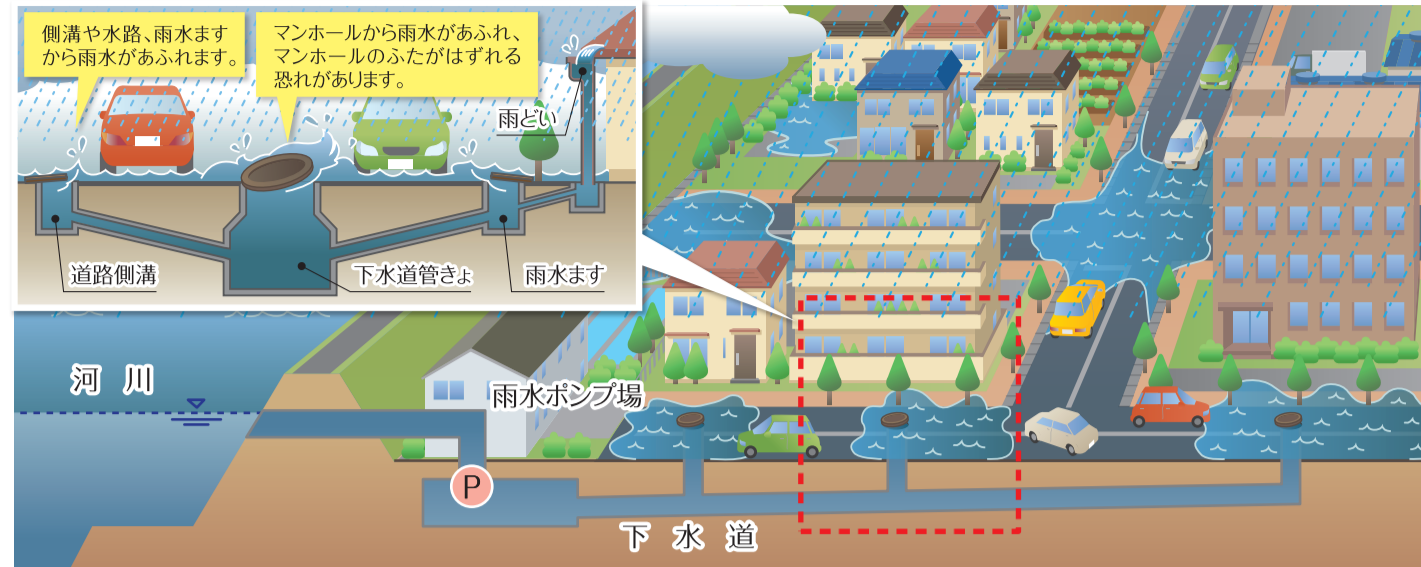 側溝や水路、雨水ます
から雨水があふれます。
マンホールから雨水があふれ、
マンホールのふたがはずれる
恐れがあります。
雨どい
道路側溝
下水道管きょ
雨水ます
河川
雨水ポンプ場
P
下水道